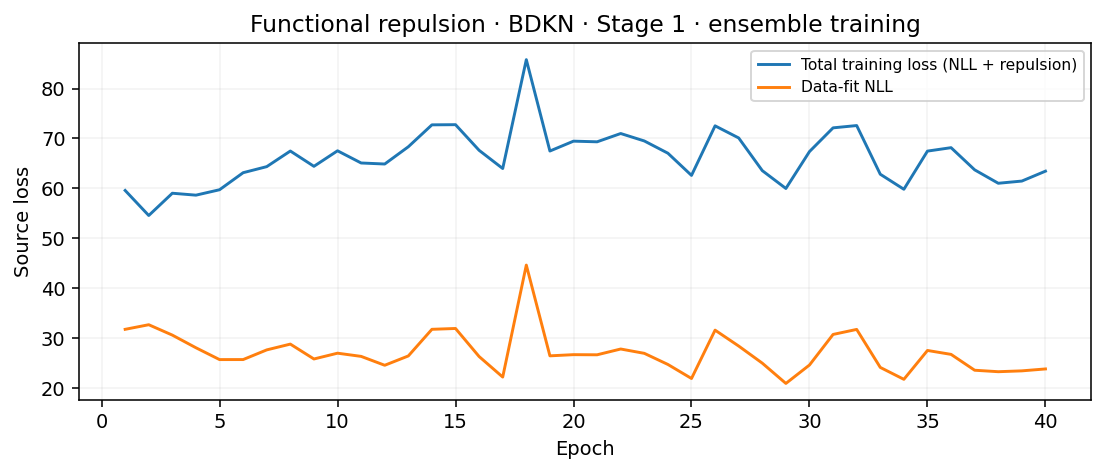 Functional repulsion · BDKN · Stage 1 · ensemble training
Total training loss (NLL + repulsion)
Data-fit NLL
Source loss
80
70
60
50
40
30
20
0 5 10 15 20 25 30 35 40
Epoch